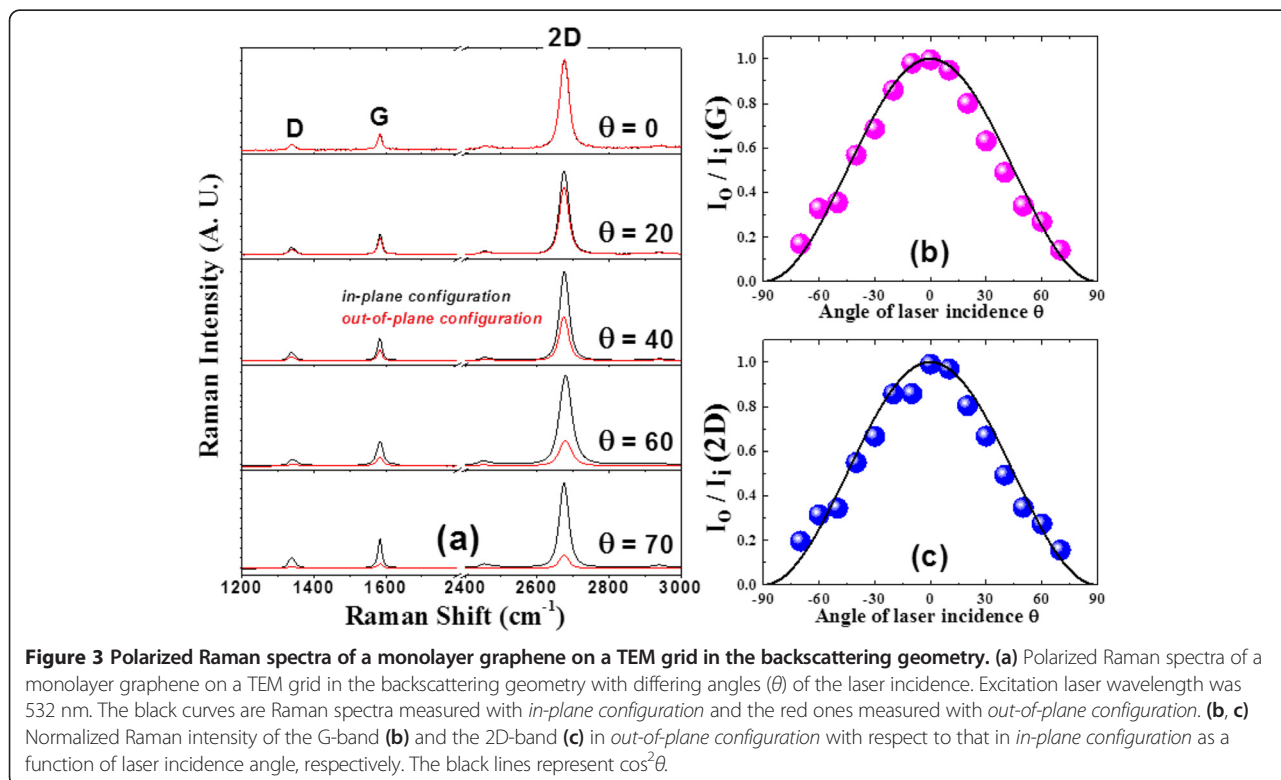 2D
D
G
θ = 0
θ = 20
in-plane configuration
out-of-plane configuration
θ = 40
θ = 60
(a)
θ = 70
Raman Intensity (A. U.)
1200 1400 1600 2400 2600 2800 3000
Raman Shift (cm⁻¹)
I₀ / Iᵢ (G)
1.0
0.8
0.6
0.4
0.2
0.0
(b)
-90 -60 -30 0 30 60 90
Angle of laser incidence θ
I₀ / Iᵢ (2D)
1.0
0.8
0.6
0.4
0.2
0.0
(c)
-90 -60 -30 0 30 60 90
Angle of laser incidence θ
Figure 3 Polarized Raman spectra of a monolayer graphene on a TEM grid in the backscattering geometry. (a) Polarized Raman spectra of a
monolayer graphene on a TEM grid in the backscattering geometry with differing angles (θ) of the laser incidence. Excitation laser wavelength was
532 nm. The black curves are Raman spectra measured with in-plane configuration and the red ones measured with out-of-plane configuration. (b, c)
Normalized Raman intensity of the G-band (b) and the 2D-band (c) in out-of-plane configuration with respect to that in in-plane configuration as a
function of laser incidence angle, respectively. The black lines represent cos²θ.